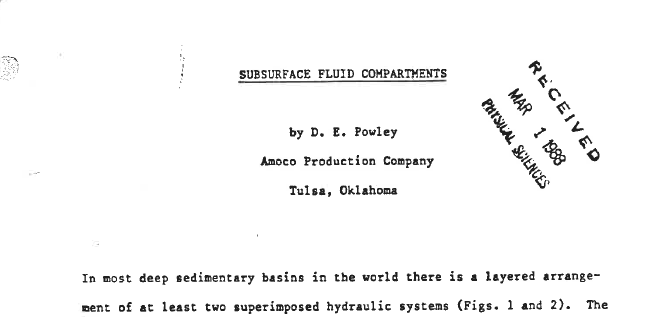 SUBSURFACE FLUID COMPARTMENTS
RECEIVED
MAR 1 1988
PHYSICAL SCIENCES
by D. E. Powley
Amoco Production Company
Tulsa, Oklahoma
In most deep sedimentary basins in the world there is a layered arrange-
ment of at least two superimposed hydraulic systems (Figs. 1 and 2). The